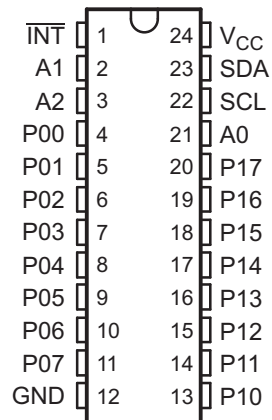 INT 1 24 VCC
A1 2 23 SDA
A2 3 22 SCL
P00 4 21 A0
P01 5 20 P17
P02 6 19 P16
P03 7 18 P15
P04 8 17 P14
P05 9 16 P13
P06 10 15 P12
P07 11 14 P11
GND 12 13 P10